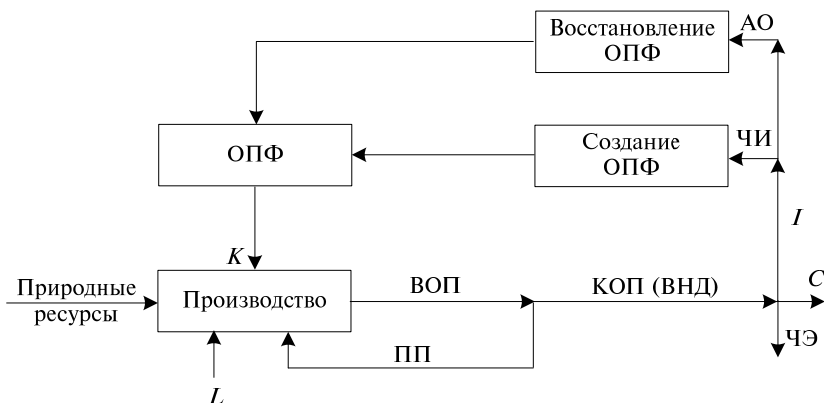 Восстановление
ОПФ
АО
ОПФ
Создание
ОПФ
ЧИ
I
K
Природные
ресурсы
Производство
ВОП
КОП (ВНД)
C
ПП
ЧЭ
L